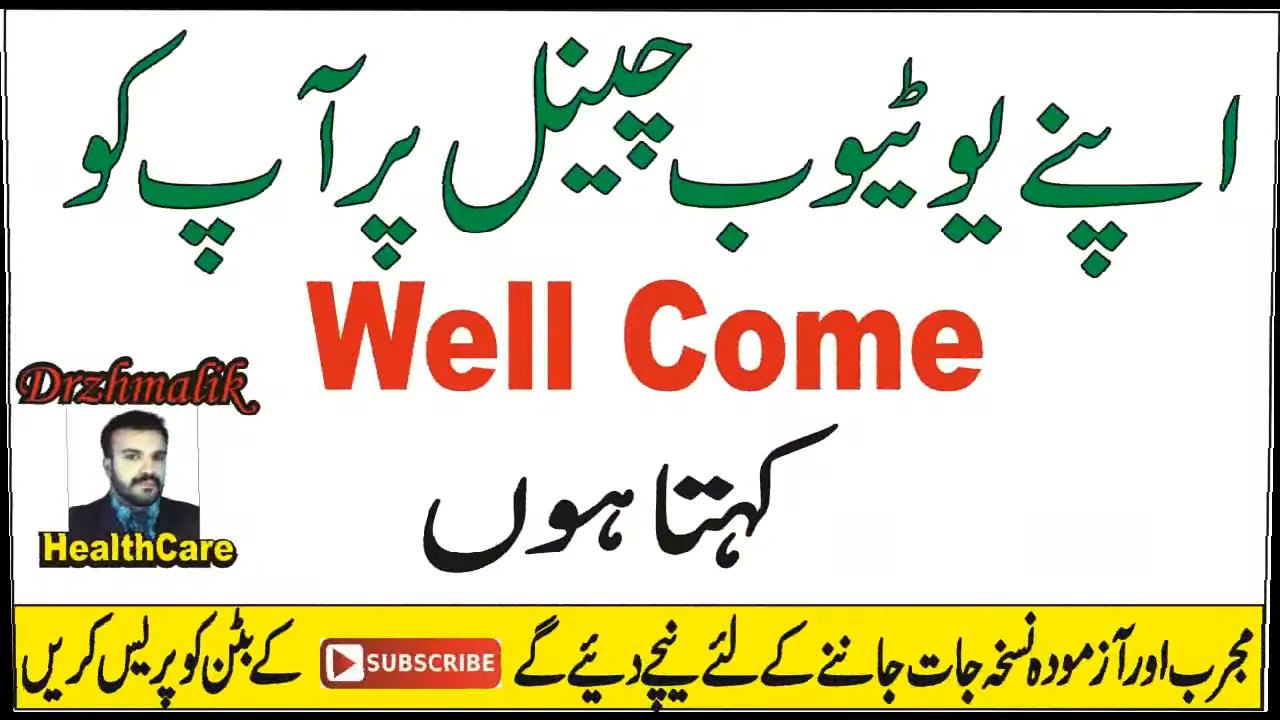 اپنے یوٹیوب چینل پر آپ کو
Well Come
Drzhmalik
HealthCare
کہتا ہوں
مجرب اور آزمودہ نسخہ جات جاننے کے لئے نیچے دئیے گے SUBSCRIBE کے بٹن کو پریس کریں